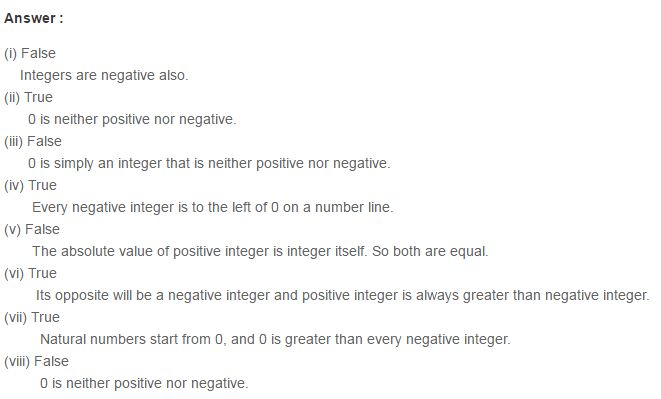 Answer :
(i) False
Integers are negative also.
(ii) True
0 is neither positive nor negative.
(iii) False
0 is simply an integer that is neither positive nor negative.
(iv) True
Every negative integer is to the left of 0 on a number line.
(v) False
The absolute value of positive integer is integer itself. So both are equal.
(vi) True
Its opposite will be a negative integer and positive integer is always greater than negative integer.
(vii) True
Natural numbers start from 0, and 0 is greater than every negative integer.
(viii) False
0 is neither positive nor negative.